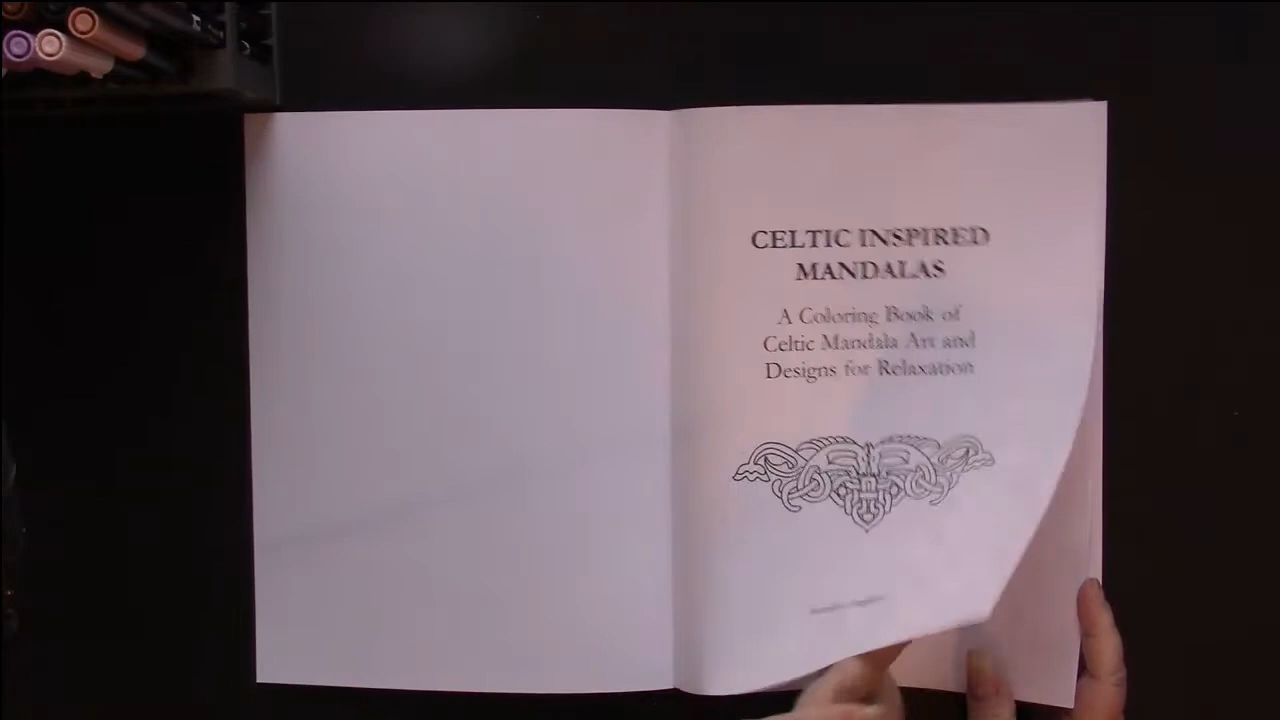 CELTIC INSPIRED
MANDALAS
A Coloring Book of
Celtic Mandala Art and
Designs for Relaxation